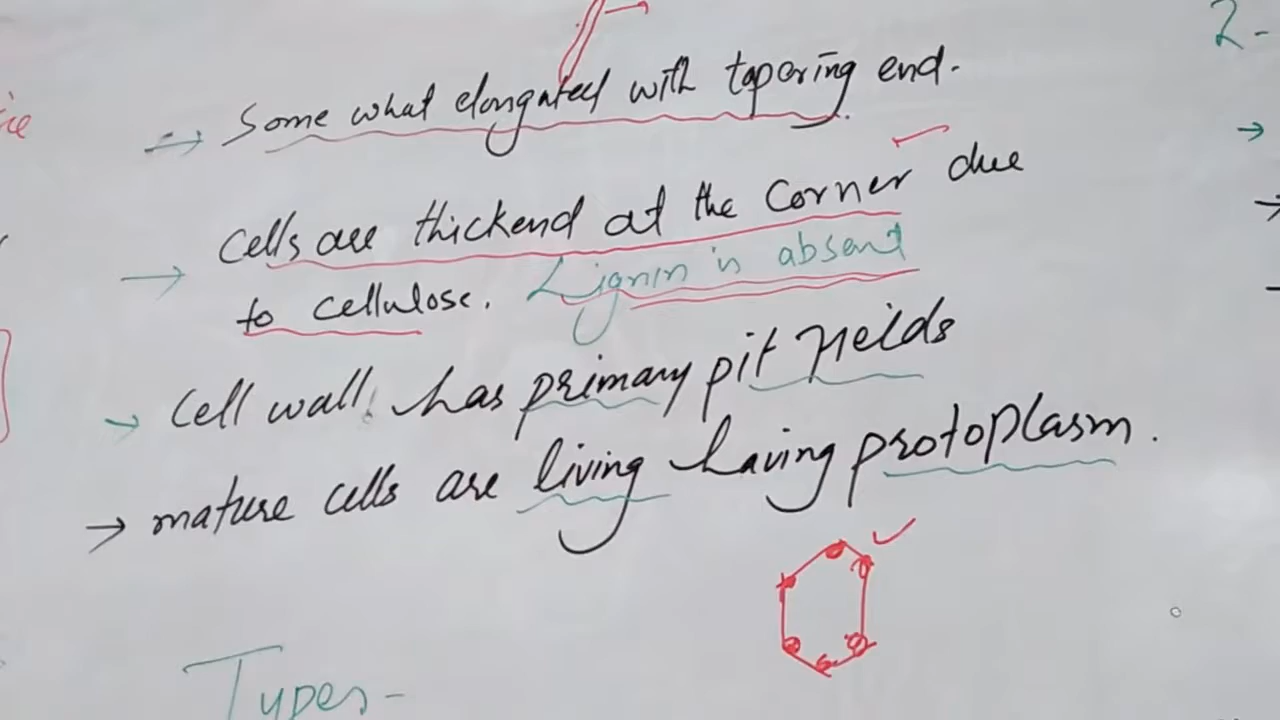 → Some what elongated with tapering end.
→ Cells are thickend at the Corner due
to cellulose. Lignin is absent
→ Cell wall has primary pit fields
→ mature cells are living having protoplasm.
Types-
2-